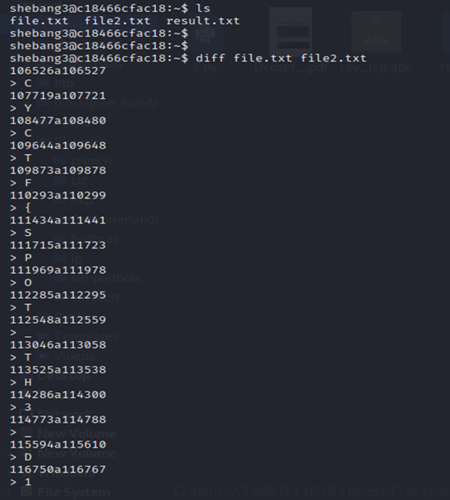 shebang3@c18466cfac18:~$ ls
file.txt  file2.txt  result.txt
shebang3@c18466cfac18:~$
shebang3@c18466cfac18:~$
shebang3@c18466cfac18:~$ diff file.txt file2.txt
106526a106527
> C
107719a107721
> Y
108477a108480
> C
109644a109648
> T
109873a109878
> F
110293a110299
> {
111434a111441
> S
111715a111723
> P
111969a111978
> O
112285a112295
> T
112548a112559
> _
113046a113058
> T
113525a113538
> H
114286a114300
> 3
114773a114788
> _
115594a115610
> D
116750a116767
> 1
File System